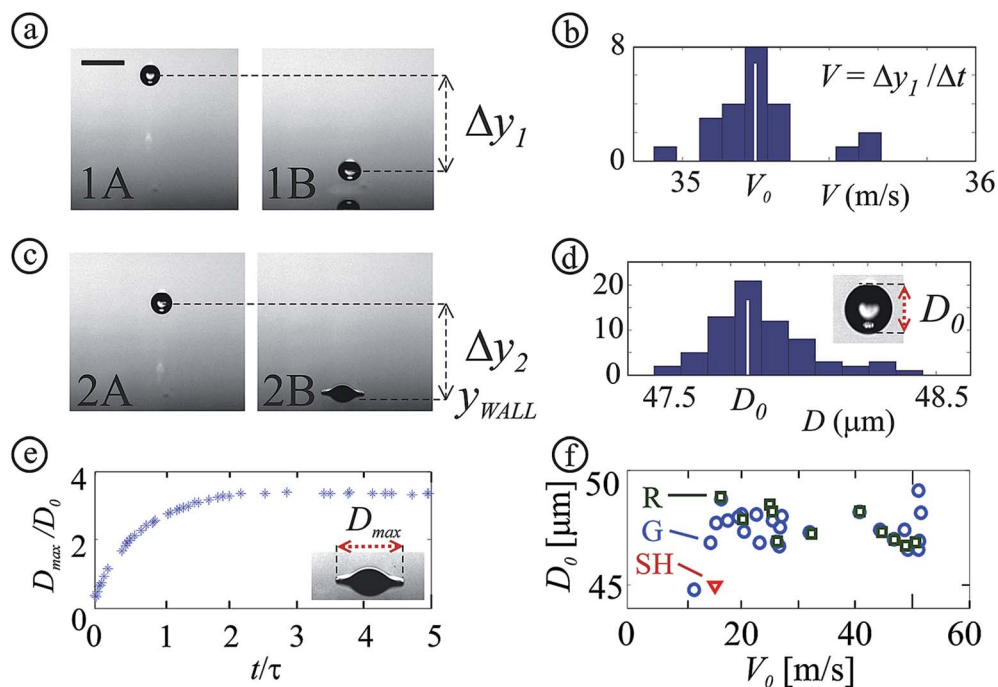 a
1A
1B
Δy1
b
8
4
0
V = Δy1 /Δt
35
V0
V (m/s)
36
c
2A
2B
Δy2
yWALL
d
20
10
0
D0
47.5
D0
D (μm)
48.5
e
Dmax /D0
4
2
0
Dmax
0
1
2
3
4
5
t/τ
f
D0 [μm]
50
45
R
G
SH
0
20
40
60
V0 [m/s]